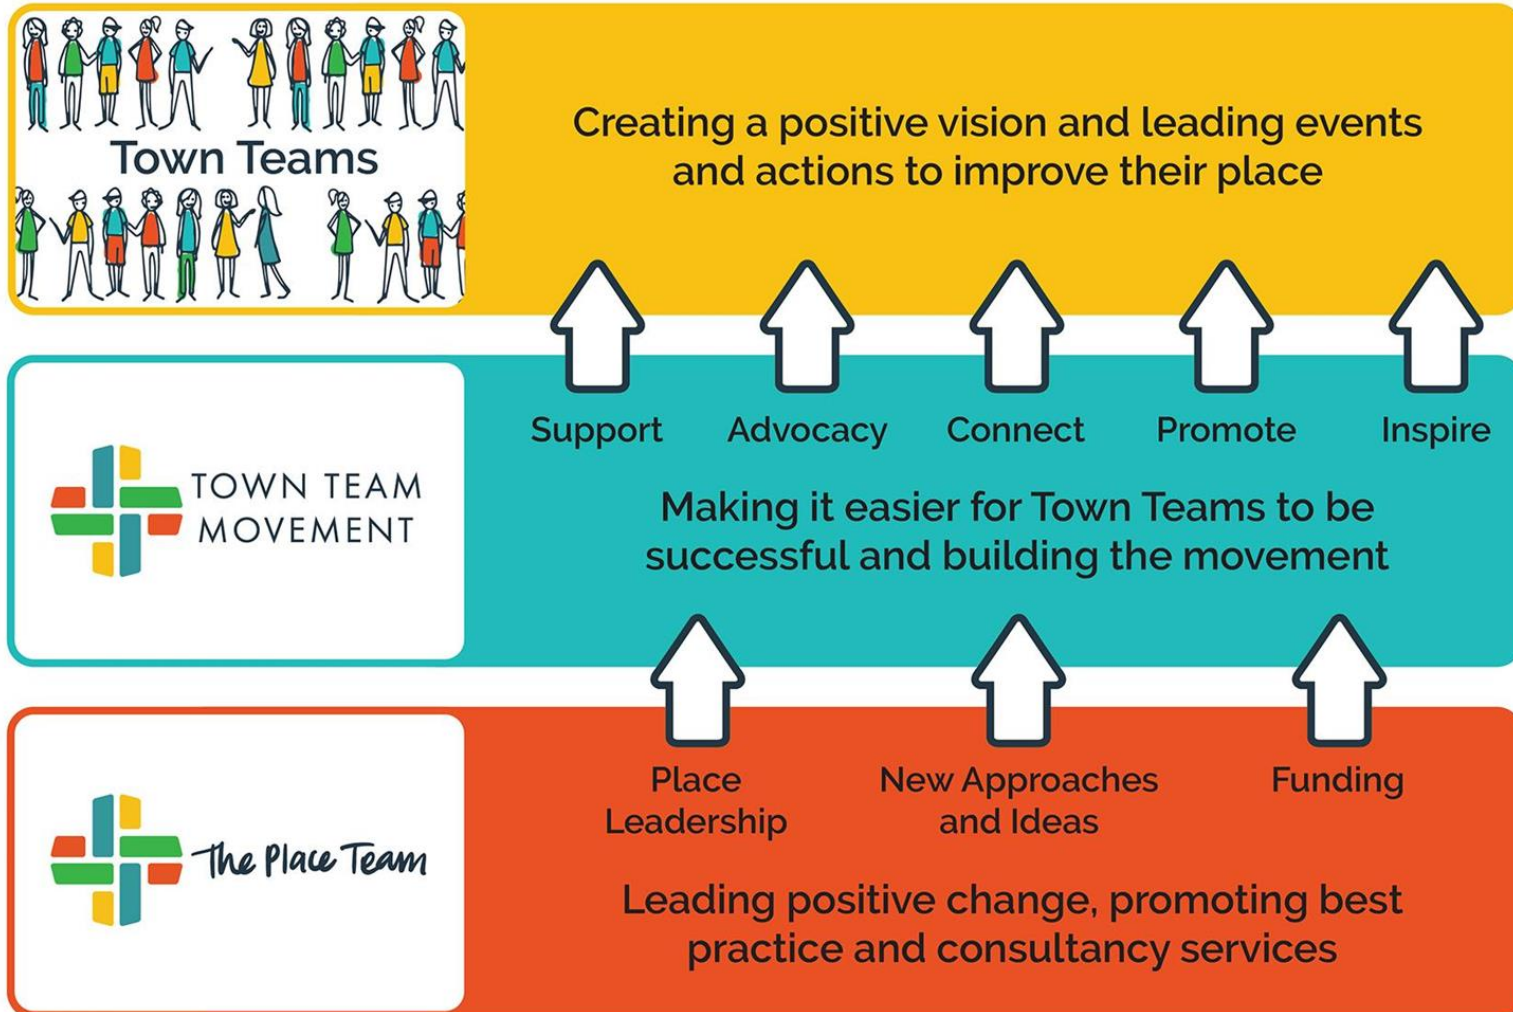 Town Teams
Creating a positive vision and leading events
and actions to improve their place
Support
Advocacy
Connect
Promote
Inspire
TOWN TEAM
MOVEMENT
Making it easier for Town Teams to be
successful and building the movement
Place
Leadership
New Approaches
and Ideas
Funding
The Place Team
Leading positive change, promoting best
practice and consultancy services